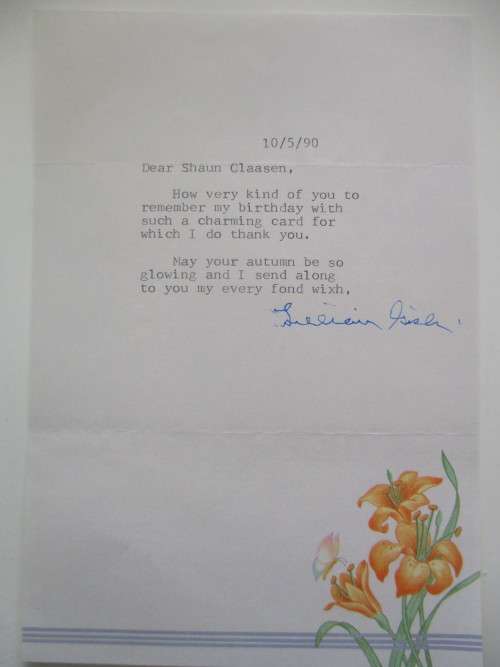 10/5/90
Dear Shaun Claasen,
How very kind of you to
remember my birthday with
such a charming card for
which I do thank you.
May your autumn be so
glowing and I send along
to you my every fond wixh,
Lillian Gish